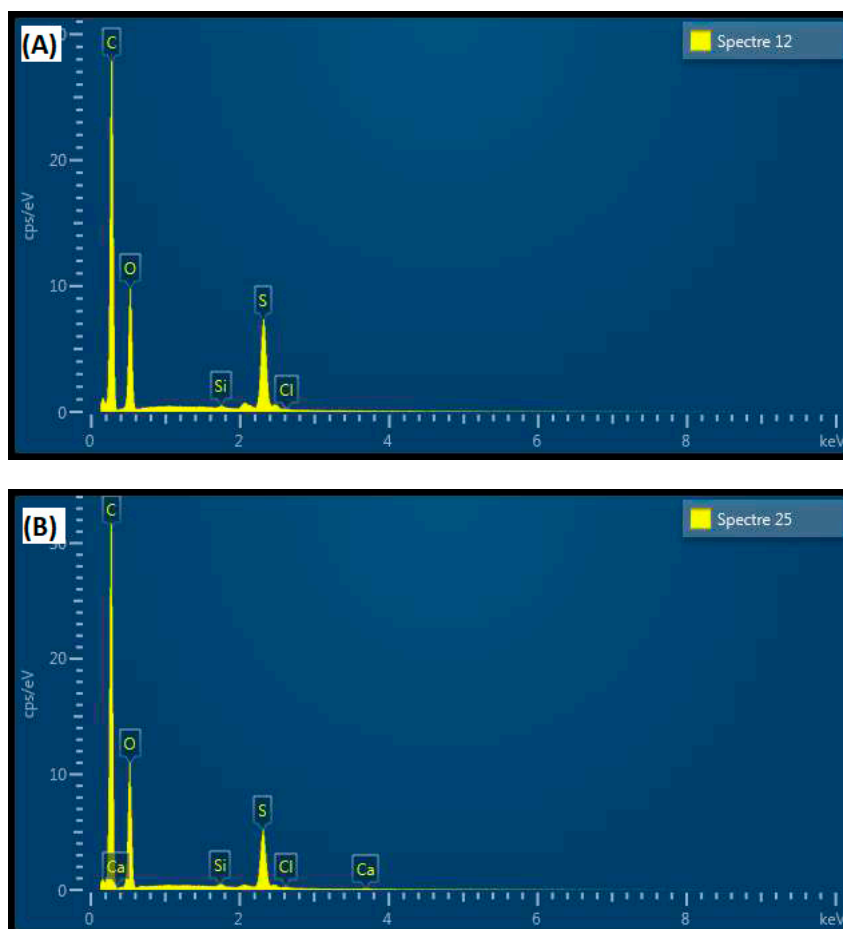 (A)
Spectre 12
C
O
S
Si
Cl
20
10
0
cps/eV
0 2 4 6 8 keV
(B)
Spectre 25
C
O
S
Ca
Si
Cl
Ca
20
10
0
cps/eV
0 2 4 6 8 keV